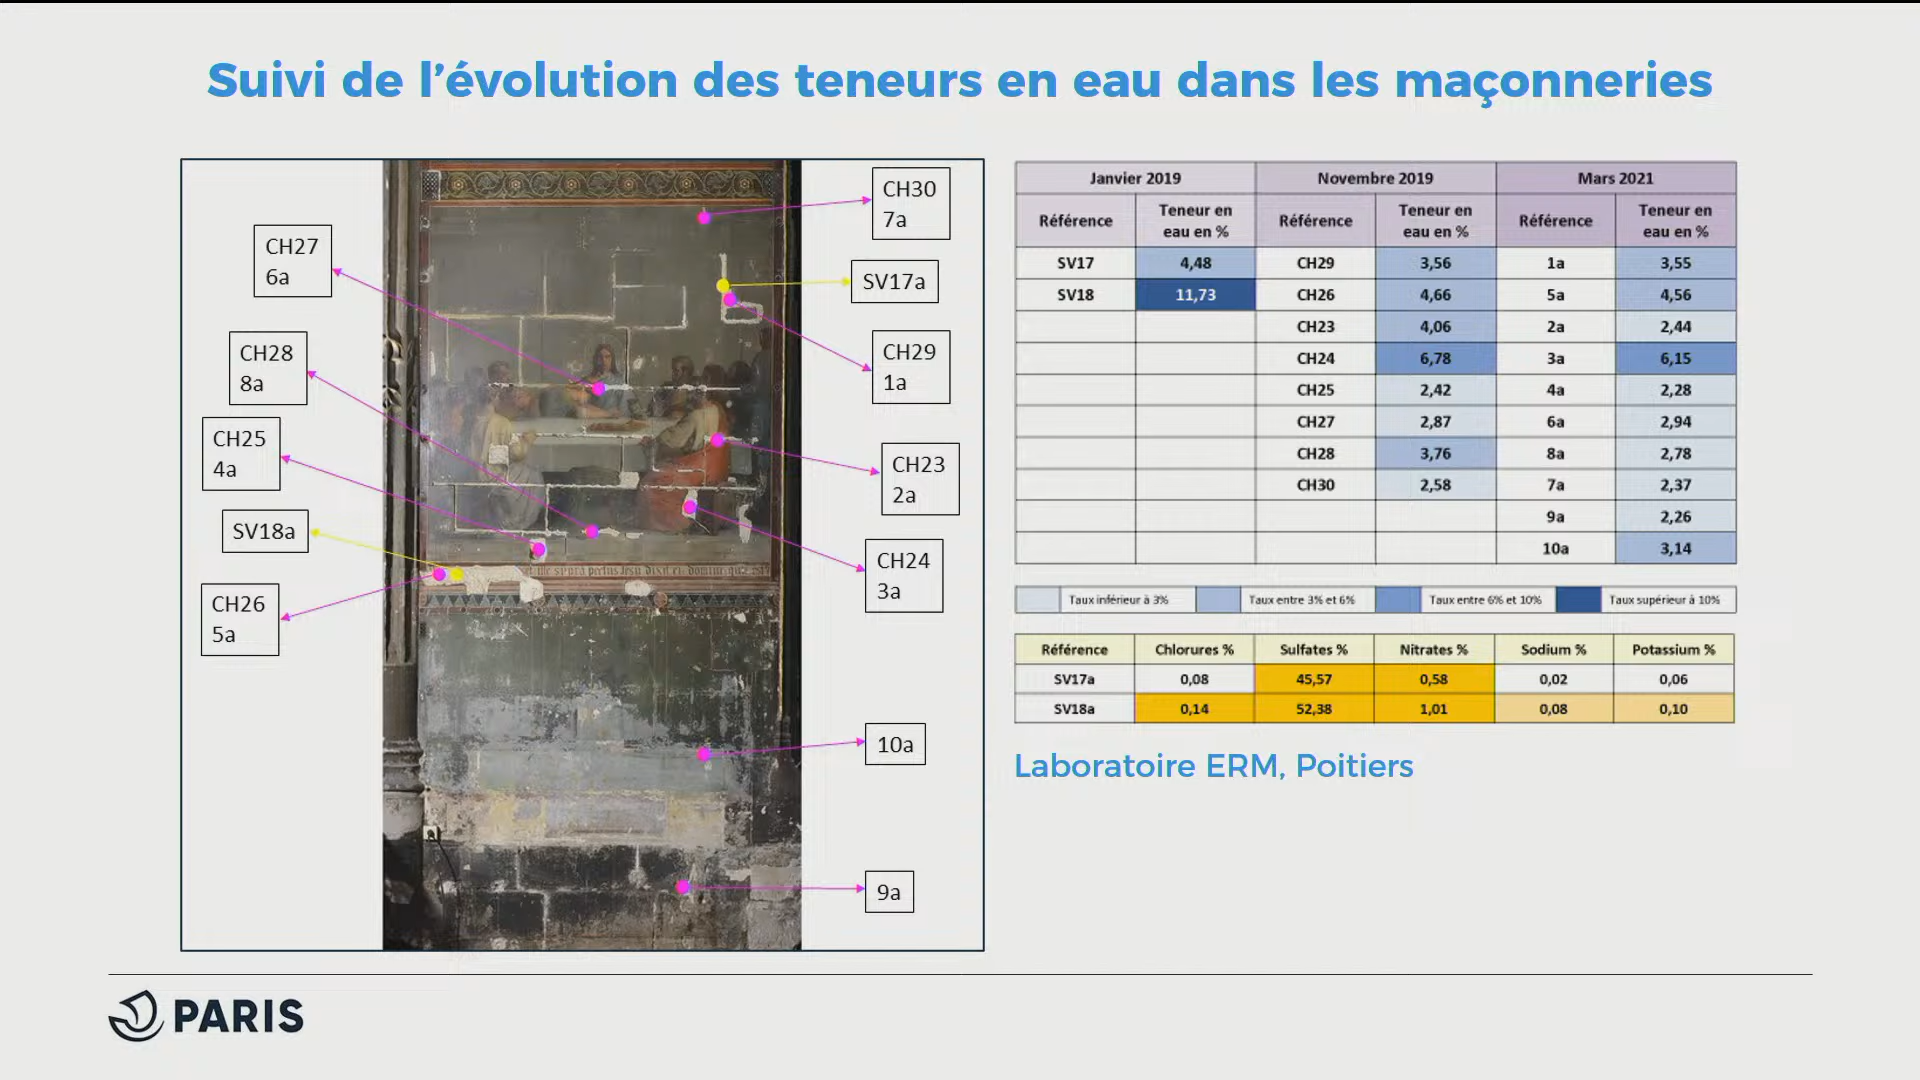 Suivi de l’évolution des teneurs en eau dans les maçonneries
CH30
7a
CH27
6a
SV17a
CH28
8a
CH29
1a
CH25
4a
CH23
2a
SV18a
CH24
3a
CH26
5a
10a
9a
Janvier 2019 Novembre 2019 Mars 2021
Référence Teneur en eau en % Référence Teneur en eau en % Référence Teneur en eau en %
SV17 4,48 CH29 3,56 1a 3,55
SV18 11,73 CH26 4,66 5a 4,56
CH23 4,06 2a 2,44
CH24 6,78 3a 6,15
CH25 2,42 4a 2,28
CH27 2,87 6a 2,94
CH28 3,76 8a 2,78
CH30 2,58 7a 2,37
9a 2,26
10a 3,14
Taux inférieur à 3% Taux entre 3% et 6% Taux entre 6% et 10% Taux supérieur à 10%
Référence Chlorures % Sulfates % Nitrates % Sodium % Potassium %
SV17a 0,08 45,57 0,58 0,02 0,06
SV18a 0,14 52,38 1,01 0,08 0,10
Laboratoire ERM, Poitiers
PARIS